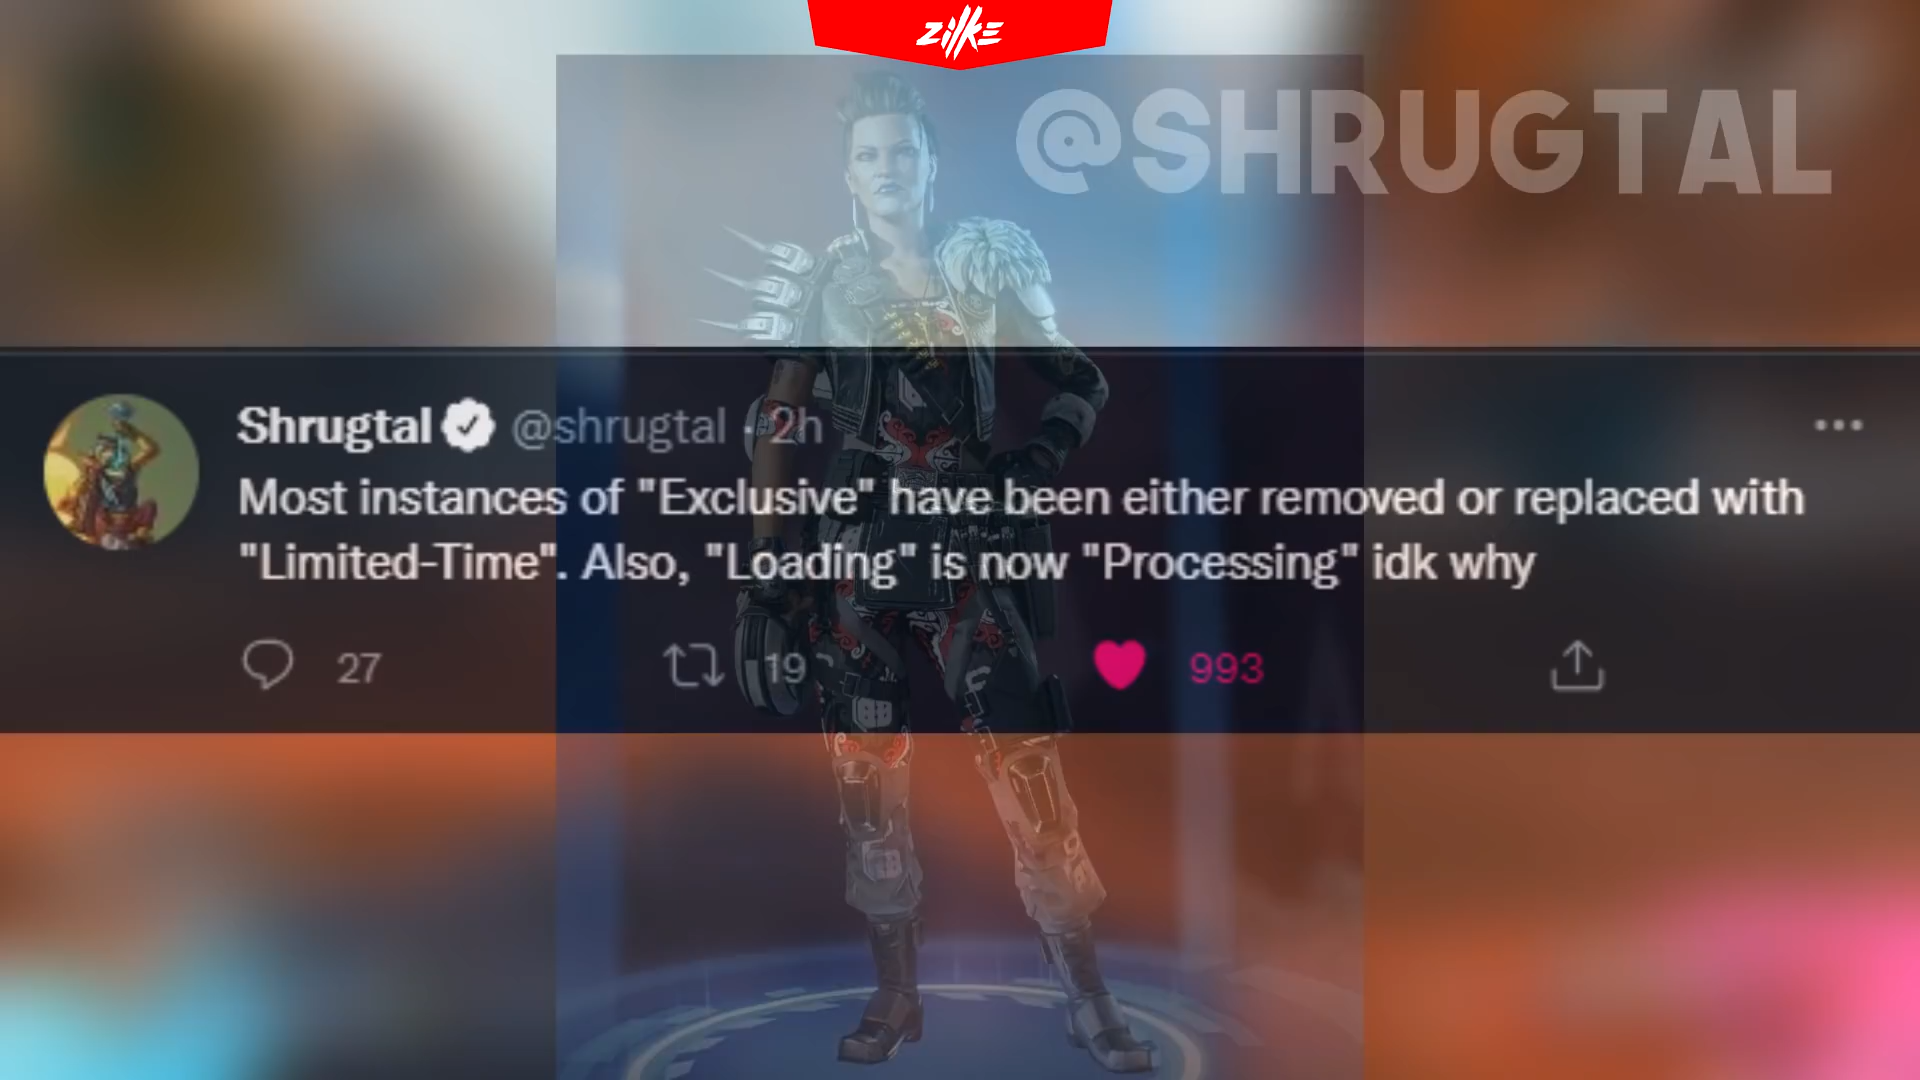 ZilkE
@SHRUGTAL
Shrugtal @shrugtal · 2h
Most instances of "Exclusive" have been either removed or replaced with
"Limited-Time". Also, "Loading" is now "Processing" idk why
27 19 993